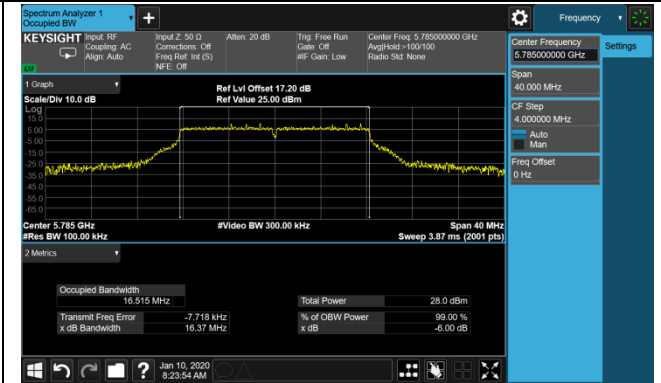 Spectrum Analyzer 1
Occupied BW
Frequency
KEYSIGHT
Input: RF
Coupling: AC
Align: Auto
Input Z: 50 Ω
Corrections: Off
Freq Ref: Int (S)
NFE: Off
Atten: 20 dB
Trig: Free Run
Gate: Off
#IF Gain: Low
Center Freq: 5.785000000 GHz
Avg|Hold:>100/100
Radio Std: None
Center Frequency
5.785000000 GHz
Settings
Span
40.000 MHz
CF Step
4.000000 MHz
Auto
Man
Freq Offset
0 Hz
1 Graph
Scale/Div 10.0 dB
Ref Lvl Offset 17.20 dB
Ref Value 25.00 dBm
Log
15.0
5.00
-5.00
-15.0
-25.0
-35.0
-45.0
-55.0
-65.0
Center 5.785 GHz
#Res BW 100.00 kHz
#Video BW 300.00 kHz
Span 40 MHz
Sweep 3.87 ms (2001 pts)
2 Metrics
Occupied Bandwidth
16.515 MHz
Total Power 28.0 dBm
Transmit Freq Error -7.718 kHz
% of OBW Power 99.00 %
x dB Bandwidth 16.37 MHz
x dB -6.00 dB
Jan 10, 2020
8:23:54 AM